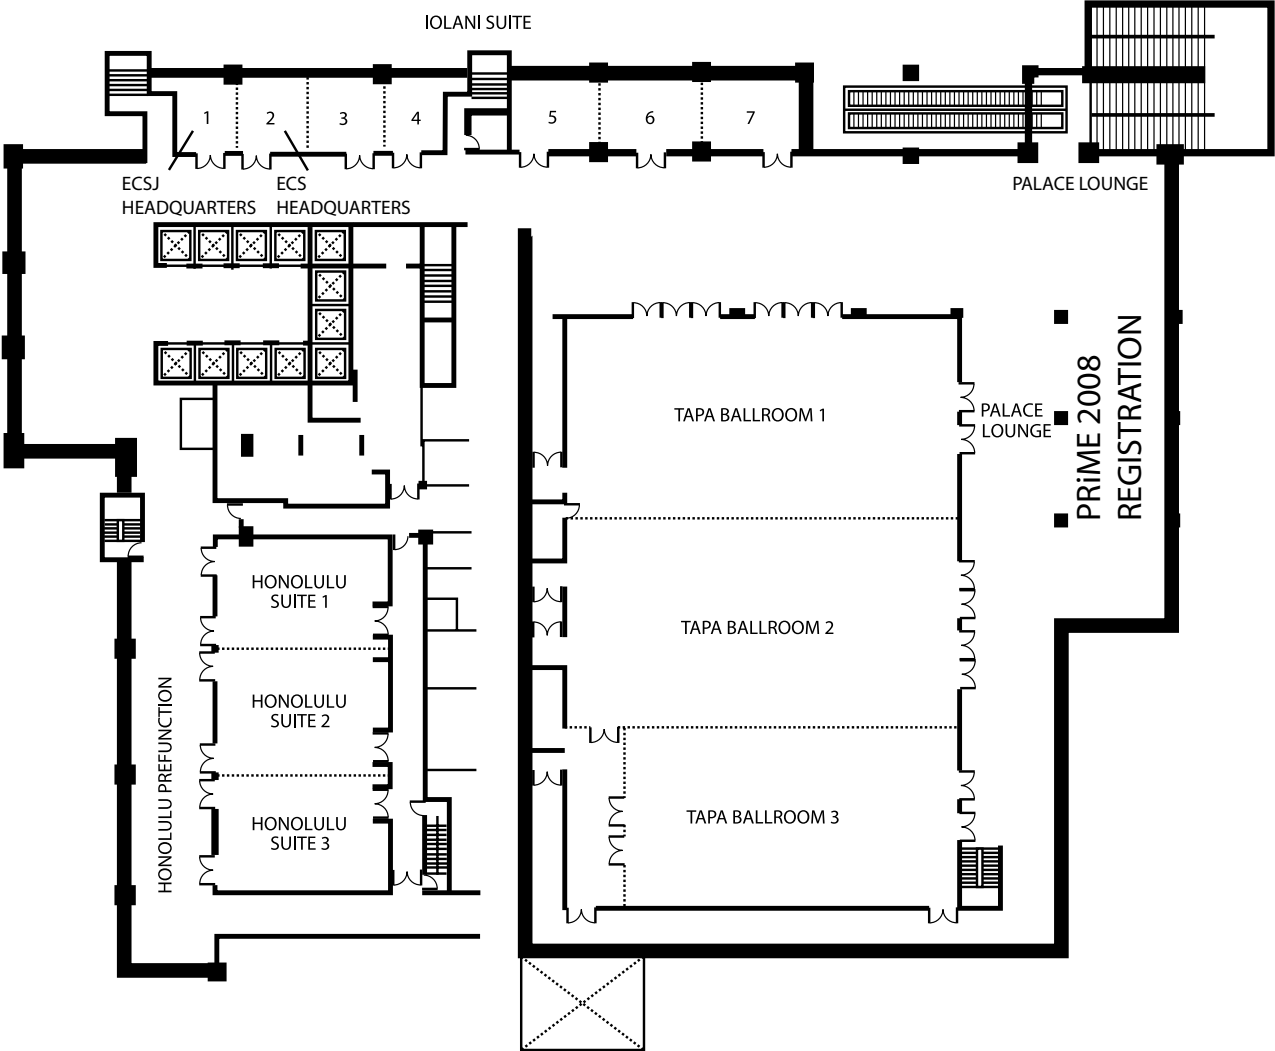 IOLANI SUITE
1
2
3
4
5
6
7
ECSJ
HEADQUARTERS
ECS
HEADQUARTERS
PALACE LOUNGE
TAPA BALLROOM 1
PALACE
LOUNGE
PRiME 2008
REGISTRATION
HONOLULU
SUITE 1
TAPA BALLROOM 2
HONOLULU
SUITE 2
HONOLULU PREFUNCTION
HONOLULU
SUITE 3
TAPA BALLROOM 3